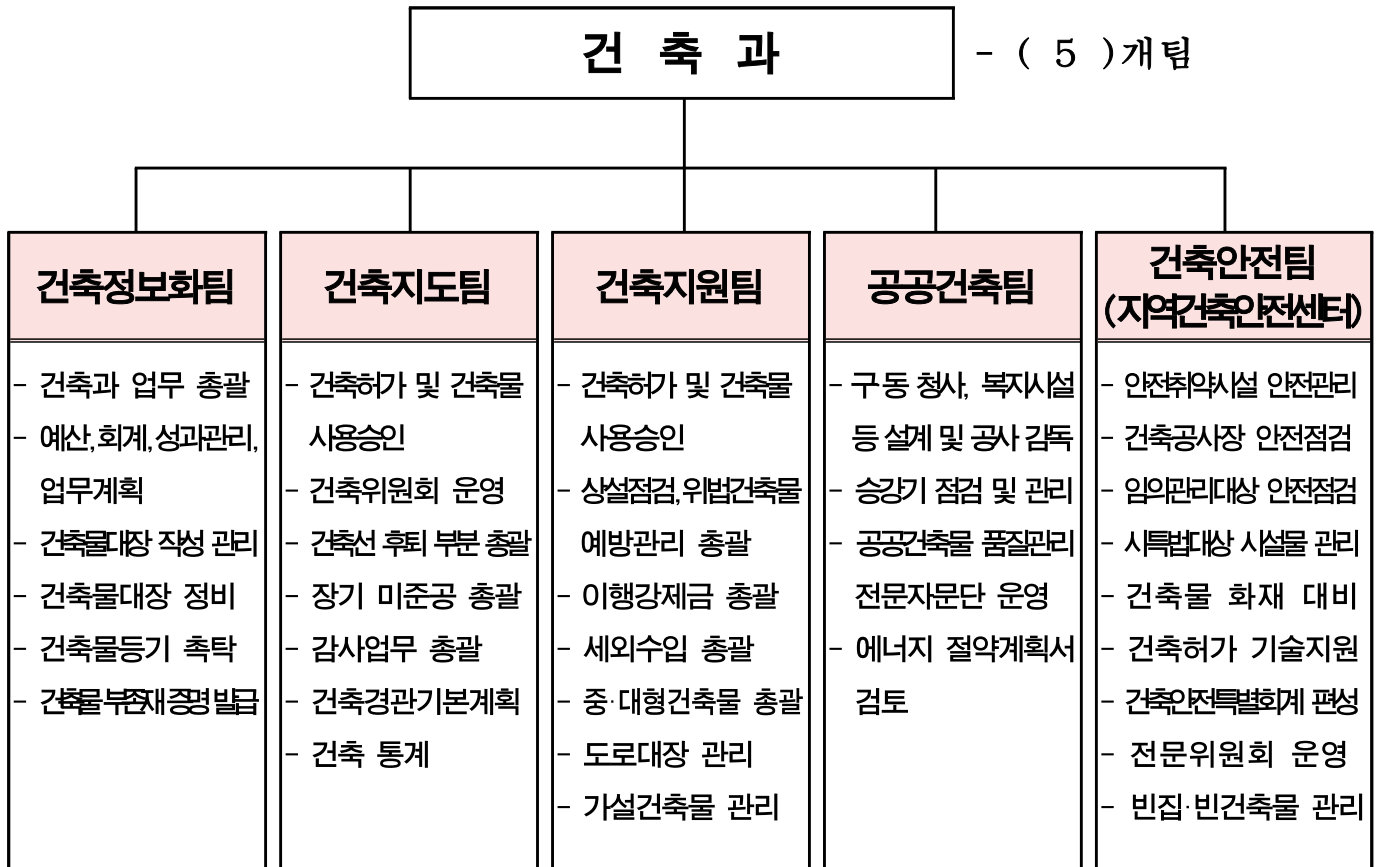 건 축 과 - ( 5 )개팀
건축정보화팀
- 건축과 업무 총괄
- 예산,회계,성과관리,
업무계획
- 건축물대장 작성 관리
- 건축물대장 정비
- 건축물등기 촉탁
- 건축물부존재증명발급
건축지도팀
- 건축허가 및 건축물
사용승인
- 건축위원회 운영
- 건축선 후퇴 부분 총괄
- 장기 미준공 총괄
- 감사업무 총괄
- 건축경관기본계획
- 건축 통계
건축지원팀
- 건축허가 및 건축물
사용승인
- 상설점검,위법건축물
예방관리 총괄
- 이행강제금 총괄
- 세외수입 총괄
- 중·대형건축물 총괄
- 도로대장 관리
- 가설건축물 관리
공공건축팀
- 구동 청사, 복지시설
등 설계 및 공사 감독
- 승강기 점검 및 관리
- 공공건축물 품질관리
전문자문단 운영
- 에너지 절약계획서
검토
건축안전팀
(지역건축안전센터)
- 안전취약시설 안전관리
- 건축공사장 안전점검
- 임의관리대상 안전점검
- 시특법대상 시설물 관리
- 건축물 화재 대비
- 건축허가 기술지원
- 건축안전특별회계 편성
- 전문위원회 운영
- 빈집·빈건축물 관리